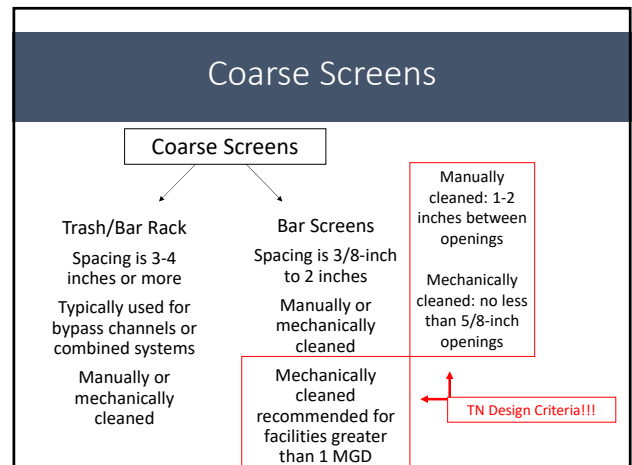 Coarse Screens
Coarse Screens
Trash/Bar Rack
Spacing is 3-4
inches or more
Typically used for
bypass channels or
combined systems
Manually or
mechanically
cleaned
Bar Screens
Spacing is 3/8-inch
to 2 inches
Manually or
mechanically
cleaned
Mechanically
cleaned
recommended for
facilities greater
than 1 MGD
Manually
cleaned: 1-2
inches between
openings
Mechanically
cleaned: no less
than 5/8-inch
openings
TN Design Criteria!!!